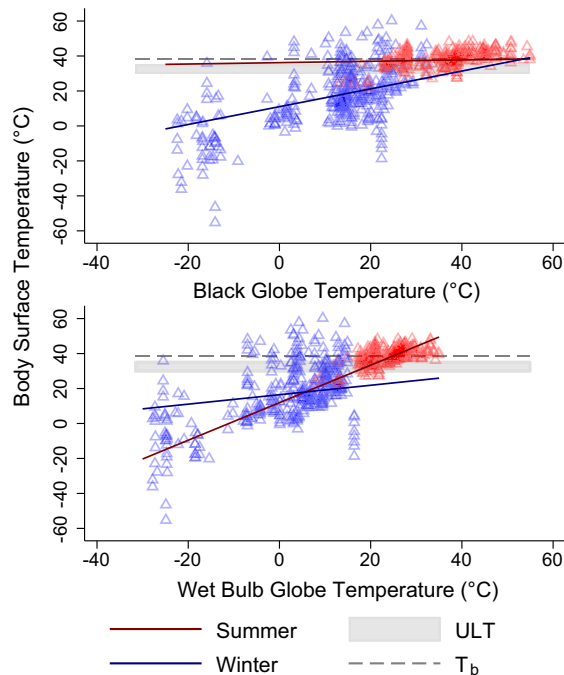 60
40
20
0
-20
-40
-60
-40 -20 0 20 40 60
Black Globe Temperature (°C)
Body Surface Temperature (°C)
60
40
20
0
-20
-40
-60
-40 -20 0 20 40 60
Wet Bulb Globe Temperature (°C)
Summer ULT
Winter T_b